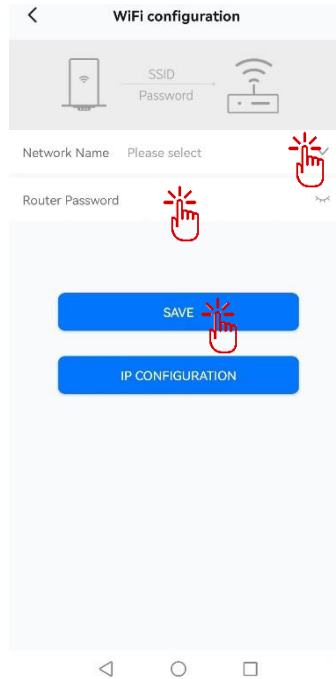 WiFi configuration
SSID
Password
Network Name Please select
Router Password
SAVE
IP CONFIGURATION